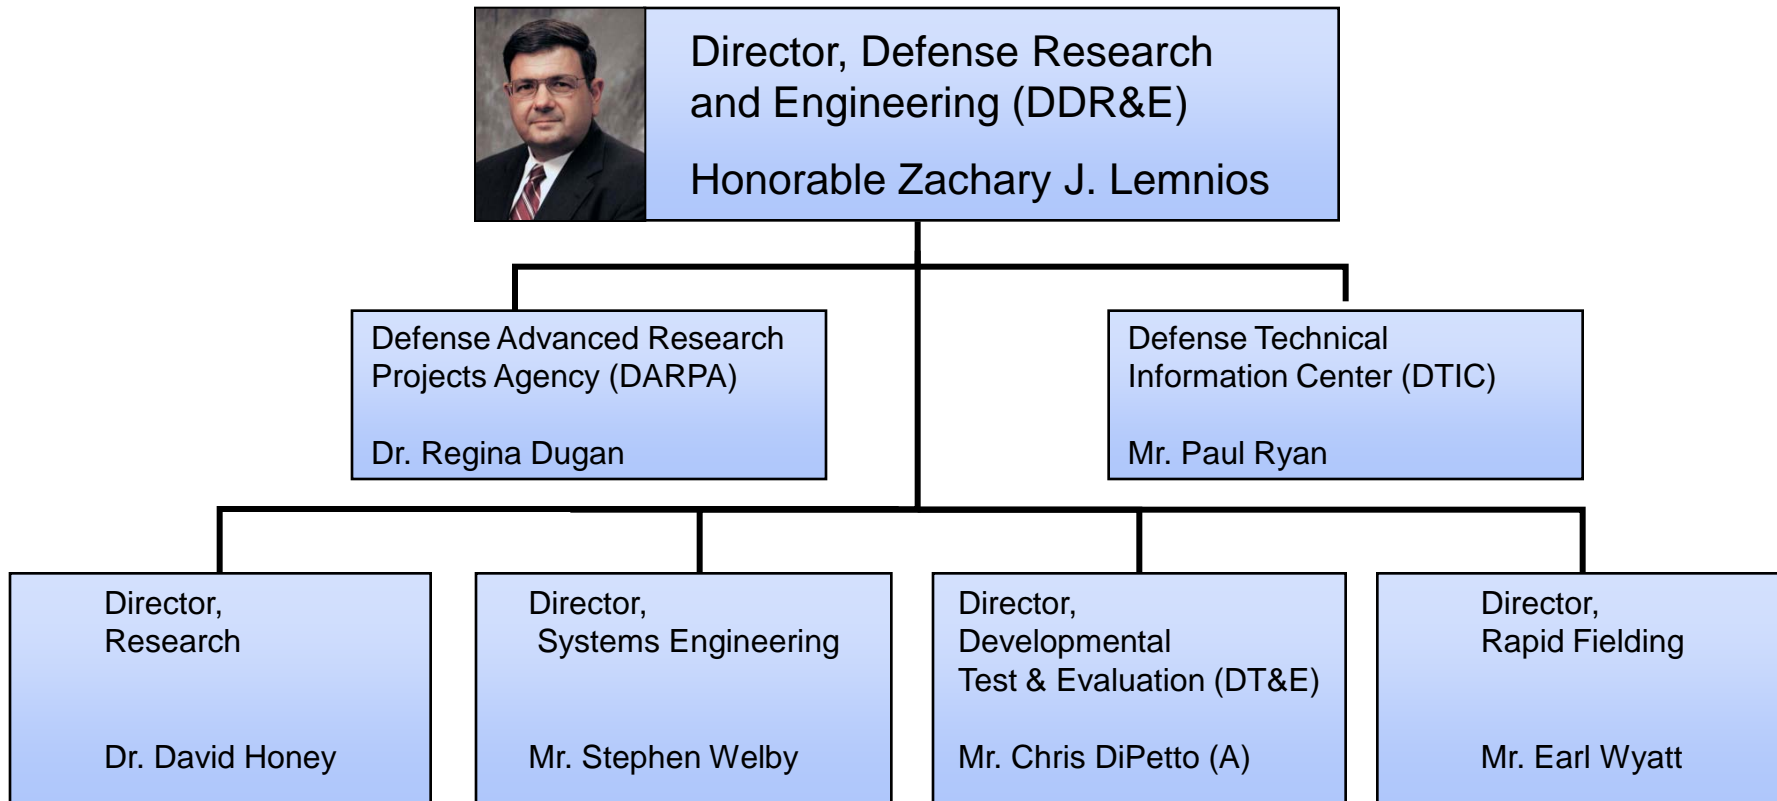 Director, Defense Research
and Engineering (DDR&E)
Honorable Zachary J. Lemnios
Defense Advanced Research
Projects Agency (DARPA)
Dr. Regina Dugan
Defense Technical
Information Center (DTIC)
Mr. Paul Ryan
Director,
Research
Dr. David Honey
Director,
Systems Engineering
Mr. Stephen Welby
Director,
Developmental
Test & Evaluation (DT&E)
Mr. Chris DiPetto (A)
Director,
Rapid Fielding
Mr. Earl Wyatt